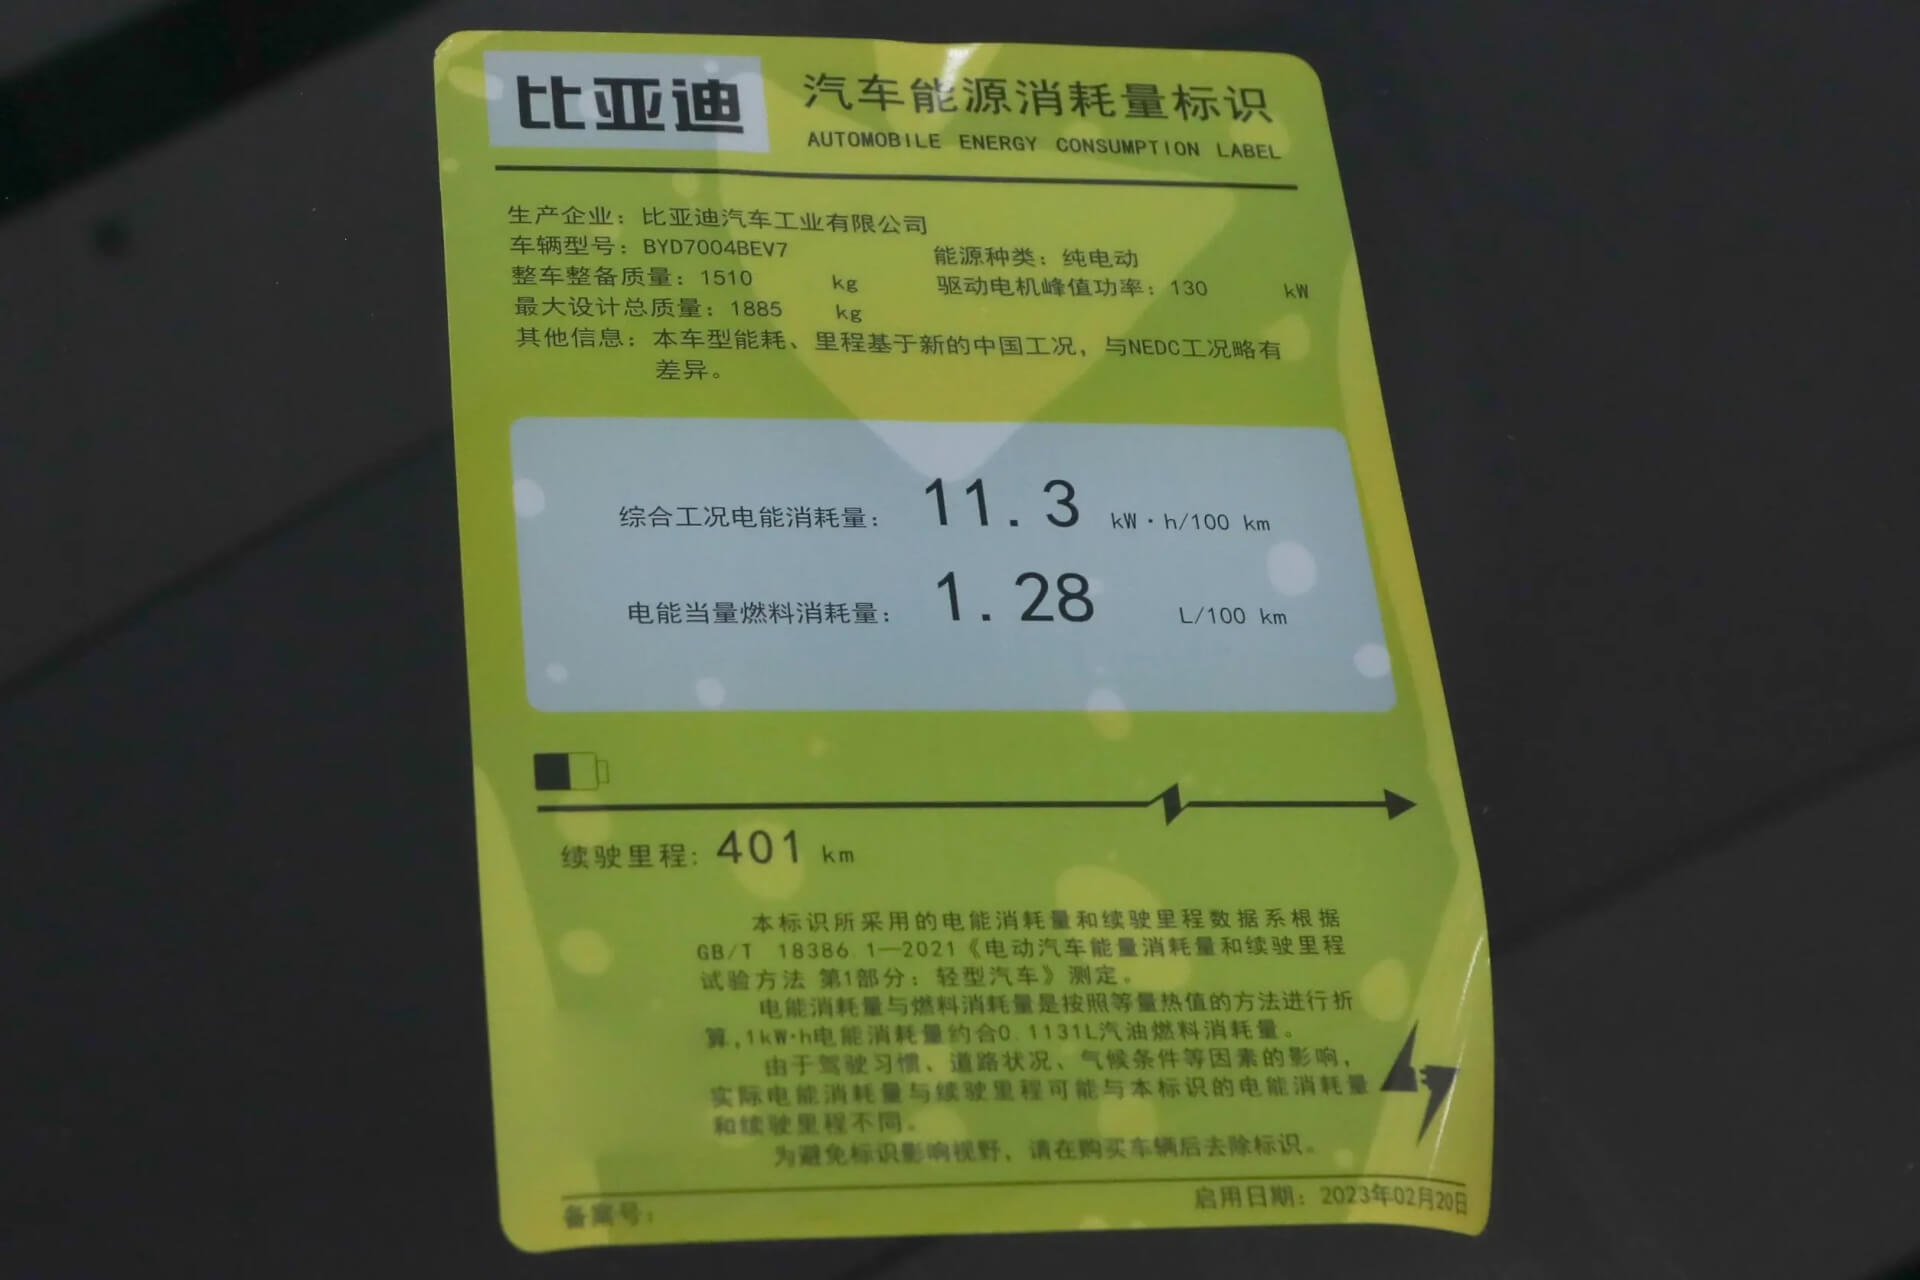 比亚迪
汽车能源消耗量标识
AUTOMOBILE ENERGY CONSUMPTION LABEL
生产企业：比亚迪汽车工业有限公司
车辆型号：BYD7004BEV7
能源种类：纯电动
整车整备质量：1510 kg
驱动电机峰值功率：130 kW
最大设计总质量：1885 kg
其他信息：本车型能耗、里程基于新的中国工况，与NEDC工况略有
差异。
综合工况电能消耗量：11.3 kW·h/100 km
电能当量燃料消耗量：1.28 L/100 km
续驶里程：401 km
本标识所采用的电能消耗量和续驶里程数据系根据
GB/T 18386.1—2021《电动汽车能量消耗量和续驶里程
试验方法 第1部分：轻型汽车》测定。
电能消耗量与燃料消耗量是按照等量热值的方法进行折
算,1kW·h电能消耗量约合0.1131L汽油燃料消耗量。
由于驾驶习惯、道路状况、气候条件等因素的影响，
实际电能消耗量与续驶里程可能与本标识的电能消耗量
和续驶里程不同。
为避免标识影响视野，请在购买车辆后去除标识。
备案号：
启用日期：2023年02月20日